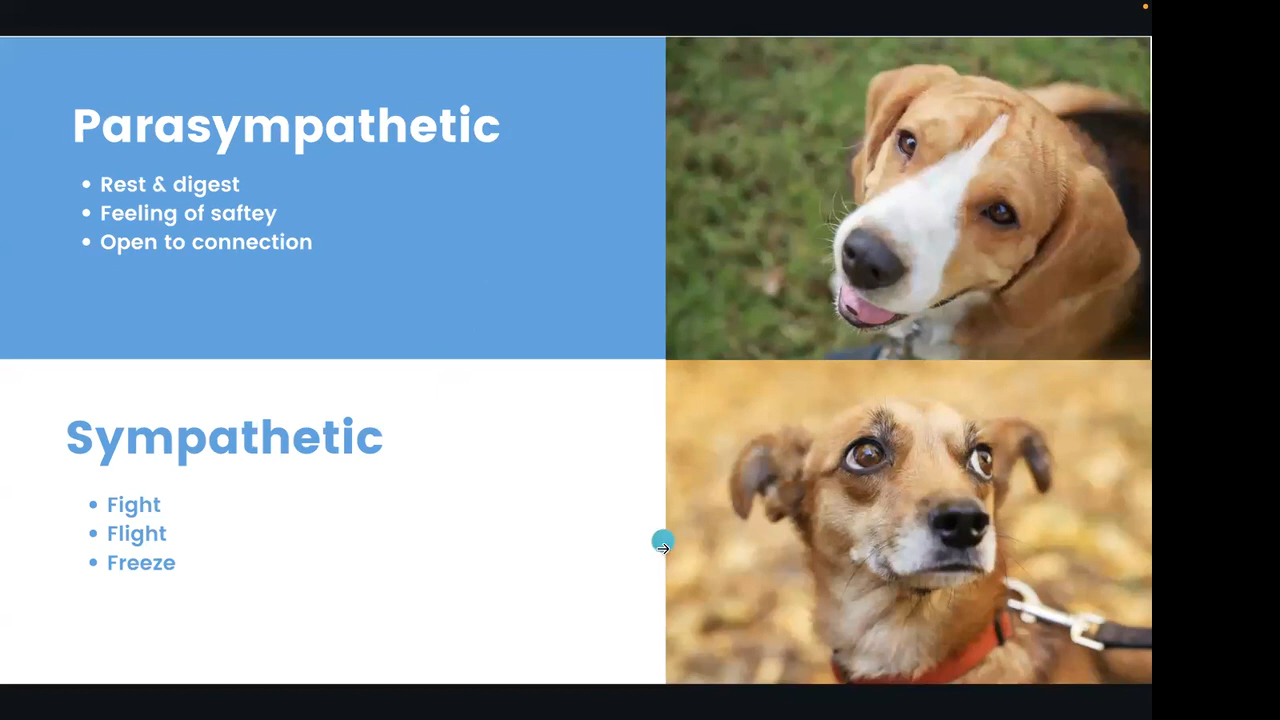 Parasympathetic
• Rest & digest
• Feeling of saftey
• Open to connection
Sympathetic
• Fight
• Flight
• Freeze